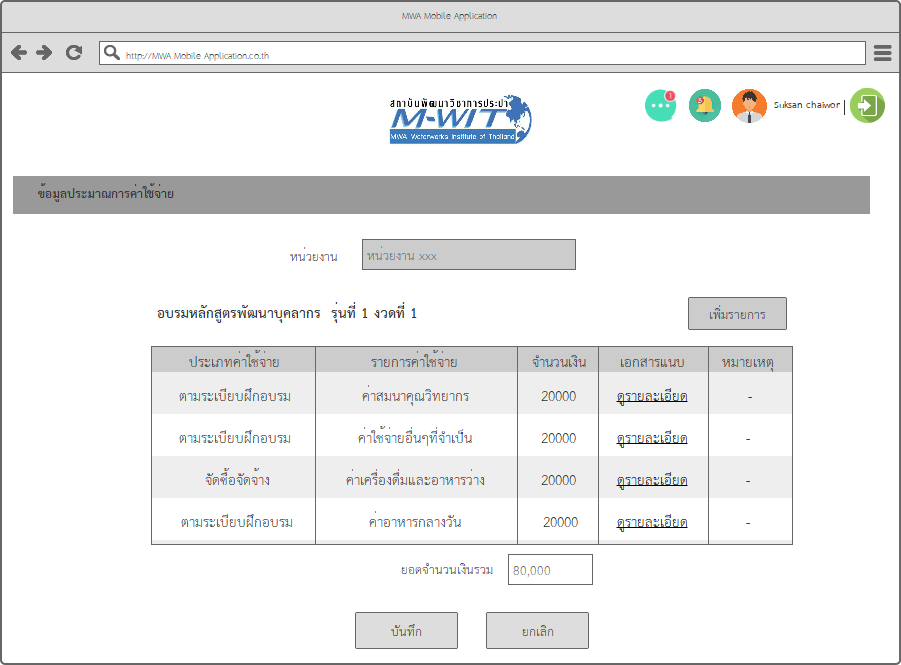 MWA Mobile Application
http://MWA Mobile Application.co.th
สถาบันพัฒนาวิชาการประปา
M-WIT
MWA Waterworks Institute of Thailand
1
5
Suksan chaiwor
ข้อมูลประมาณการค่าใช้จ่าย
หน่วยงาน หน่วยงาน xxx
อบรมหลักสูตรพัฒนาบุคลากร รุ่นที่ 1 งวดที่ 1
เพิ่มรายการ
ประเภทค่าใช้จ่าย รายการค่าใช้จ่าย จำนวนเงิน เอกสารแนบ หมายเหตุ
ตามระเบียบฝึกอบรม ค่าสมนาคุณวิทยากร 20000 ดูรายละเอียด -
ตามระเบียบฝึกอบรม ค่าใช้จ่ายอื่นๆที่จำเป็น 20000 ดูรายละเอียด -
จัดซื้อจัดจ้าง ค่าเครื่องดื่มและอาหารว่าง 20000 ดูรายละเอียด -
ตามระเบียบฝึกอบรม ค่าอาหารกลางวัน 20000 ดูรายละเอียด -
ยอดจำนวนเงินรวม 80,000
บันทึก ยกเลิก